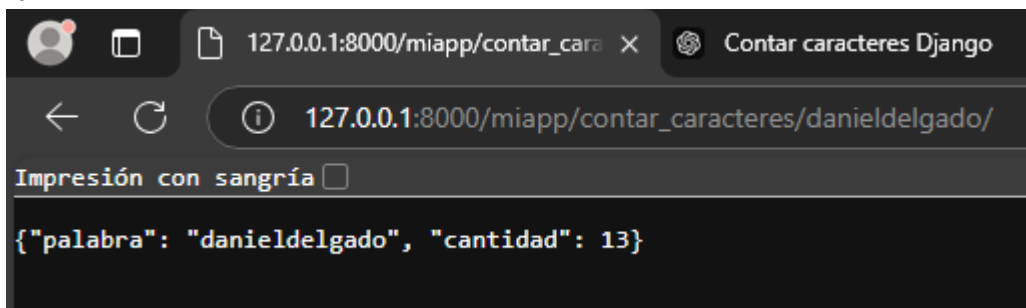 127.0.0.1:8000/miapp/contar_cara
Contar caracteres Django
127.0.0.1:8000/miapp/contar_caracteres/danieldelgado/
Impresión con sangría
{"palabra": "danieldelgado", "cantidad": 13}